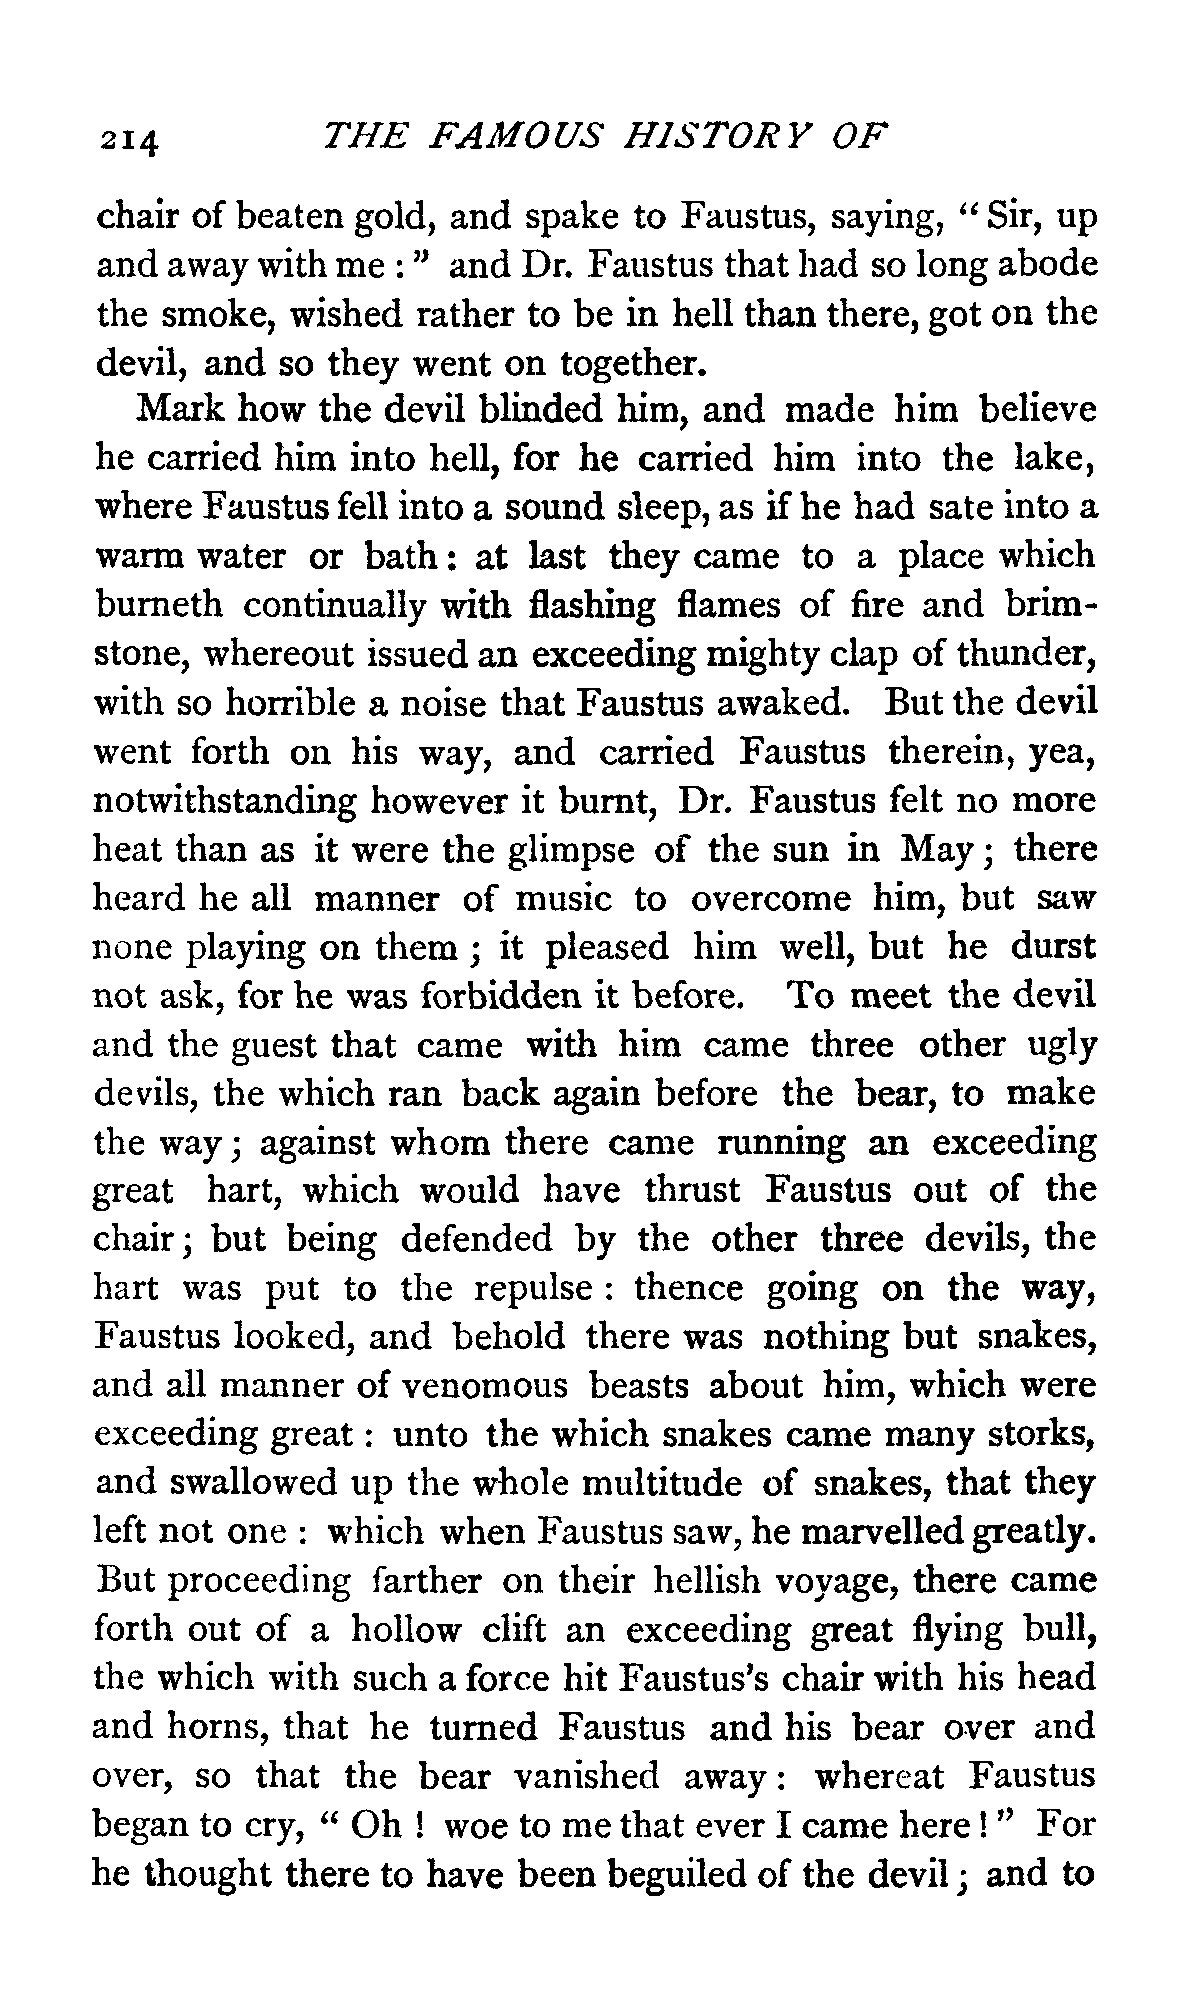 214 THE FAMOUS HISTORY OF
chair of beaten gold, and spake to Faustus, saying, " Sir, up
and away with me : " and Dr. Faustus that had so long abode
the smoke, wished rather to be in hell than there, got on the
devil, and so they went on together.
Mark how the devil blinded him, and made him believe
he carried him into hell, for he carried him into the lake,
where Faustus fell into a sound sleep, as if he had sate into a
warm water or bath : at last they came to a place which
burneth continually with flashing flames of fire and brim-
stone, whereout issued an exceeding mighty clap of thunder,
with so horrible a noise that Faustus awaked. But the devil
went forth on his way, and carried Faustus therein, yea,
notwithstanding however it burnt, Dr. Faustus felt no more
heat than as it were the glimpse of the sun in May ; there
heard he all manner of music to overcome him, but saw
none playing on them ; it pleased him well, but he durst
not ask, for he was forbidden it before. To meet the devil
and the guest that came with him came three other ugly
devils, the which ran back again before the bear, to make
the way ; against whom there came running an exceeding
great hart, which would have thrust Faustus out of the
chair ; but being defended by the other three devils, the
hart was put to the repulse : thence going on the way,
Faustus looked, and behold there was nothing but snakes,
and all manner of venomous beasts about him, which were
exceeding great : unto the which snakes came many storks,
and swallowed up the whole multitude of snakes, that they
left not one : which when Faustus saw, he marvelled greatly.
But proceeding farther on their hellish voyage, there came
forth out of a hollow clift an exceeding great flying bull,
the which with such a force hit Faustus's chair with his head
and horns, that he turned Faustus and his bear over and
over, so that the bear vanished away : whereat Faustus
began to cry, " Oh ! woe to me that ever I came here ! " For
he thought there to have been beguiled of the devil ; and to